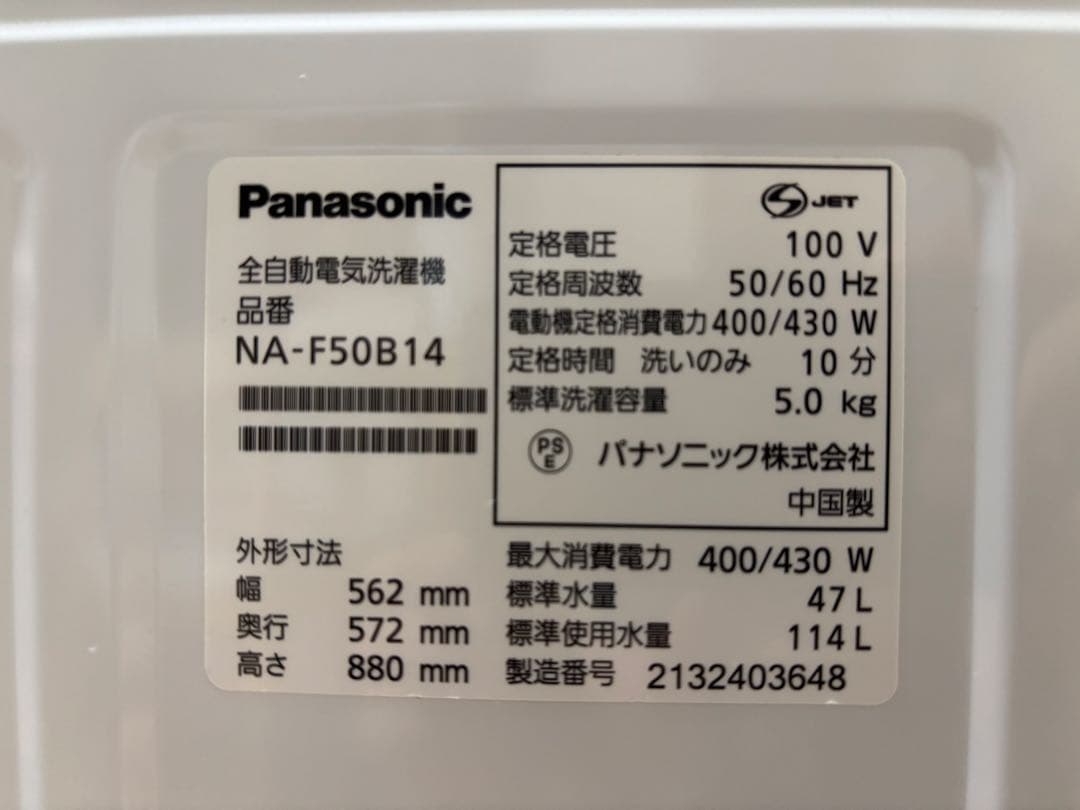 Panasonic
全自動電気洗濯機
品番
NA-F50B14
JET
定格電圧 100 V
定格周波数 50/60 Hz
電動機定格消費電力 400/430 W
定格時間 洗いのみ 10 分
標準洗濯容量 5.0 kg
PS
E
パナソニック株式会社
中国製
外形寸法
幅 562 mm
奥行 572 mm
高さ 880 mm
最大消費電力 400/430 W
標準水量 47 L
標準使用水量 114 L
製造番号 2132403648